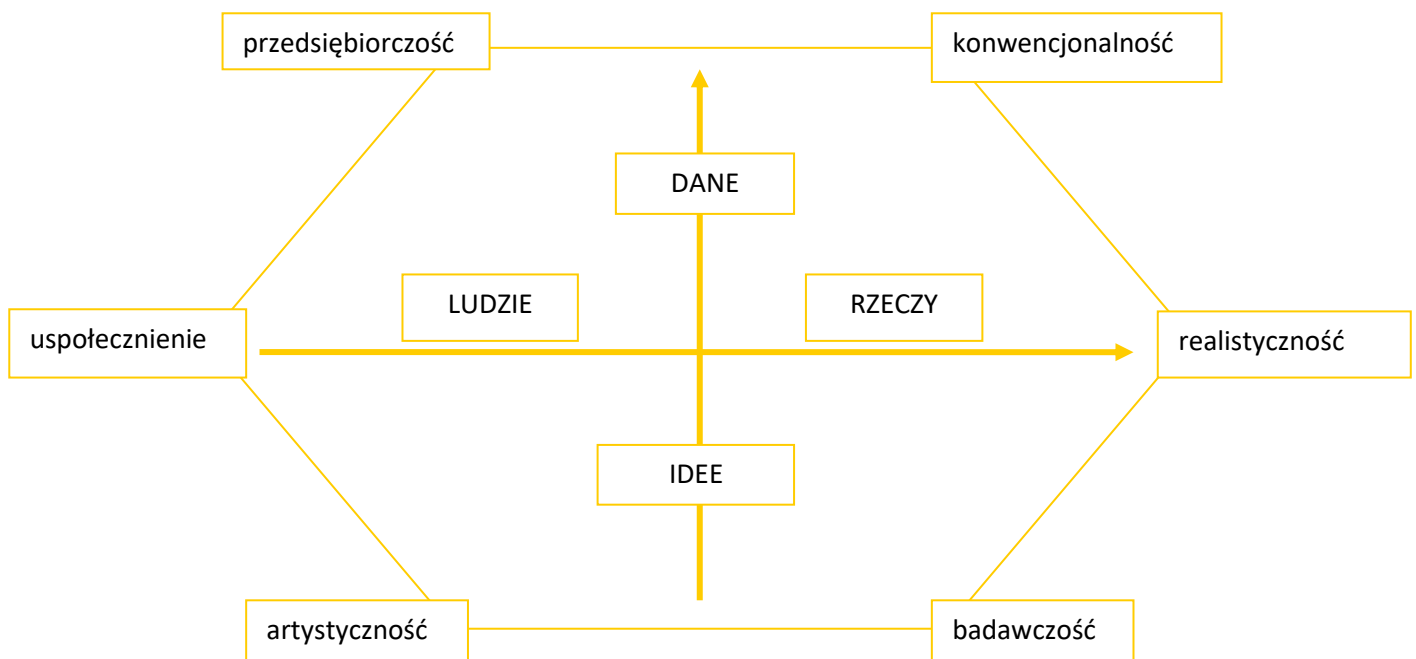 przedsiębiorczość
konwencjonalność
DANE
LUDZIE
RZECZY
uspołecznienie
realistyczność
IDEE
artystyczność
badawczość